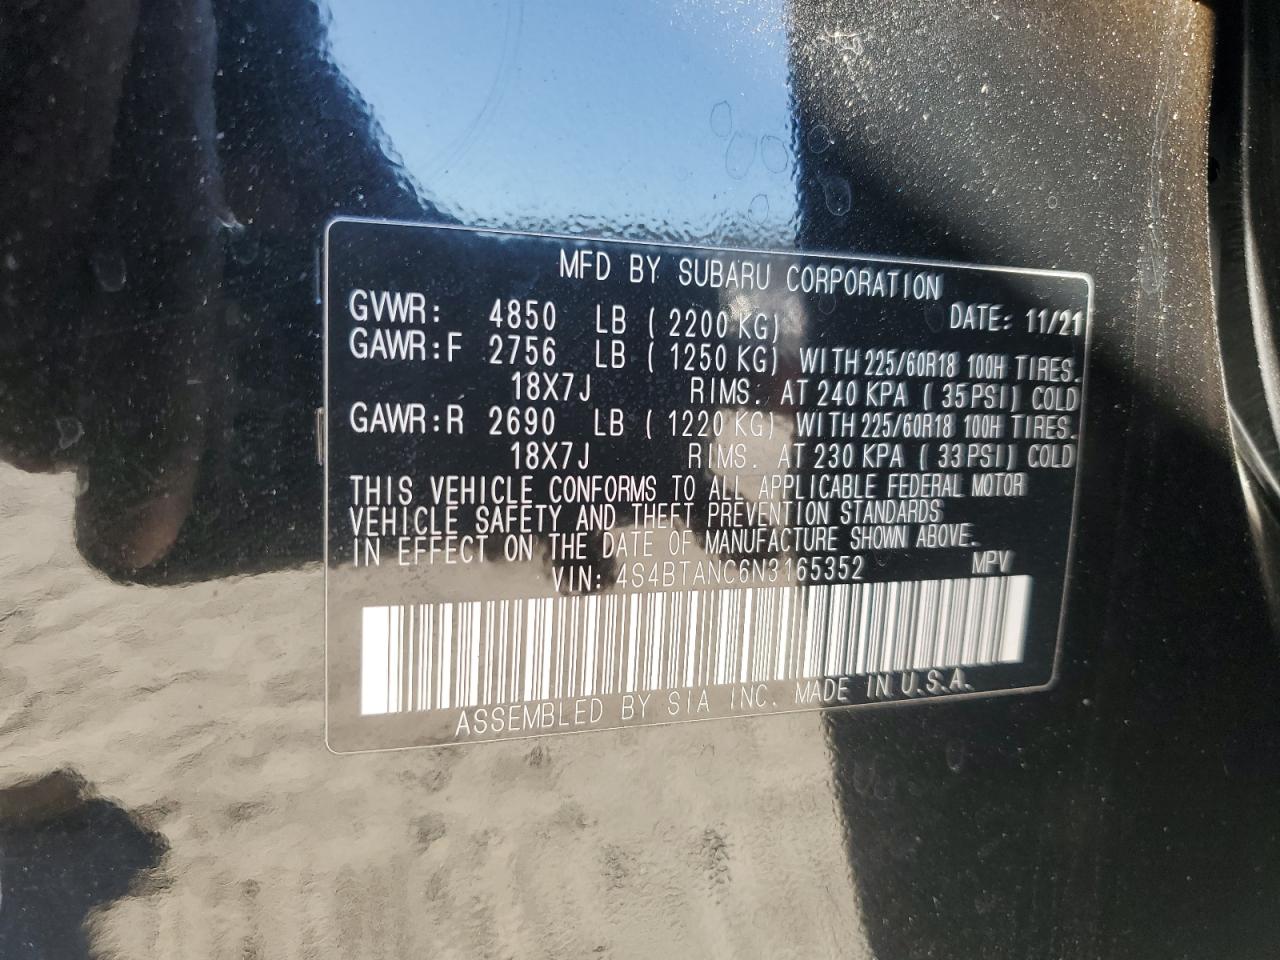 MFD BY SUBARU CORPORATION
GVWR: 4850 LB ( 2200 KG) DATE: 11/21
GAWR:F 2756 LB ( 1250 KG) WITH 225/60R18 100H TIRES.
18X7J RIMS. AT 240 KPA ( 35 PSI) COLD
GAWR:R 2690 LB ( 1220 KG) WITH 225/60R18 100H TIRES.
18X7J RIMS. AT 230 KPA ( 33 PSI) COLD
THIS VEHICLE CONFORMS TO ALL APPLICABLE FEDERAL MOTOR
VEHICLE SAFETY AND THEFT PREVENTION STANDARDS
IN EFFECT ON THE DATE OF MANUFACTURE SHOWN ABOVE.
VIN: 4S4BTANC6N3165352 MPV
ASSEMBLED BY SIA INC. MADE IN U.S.A.